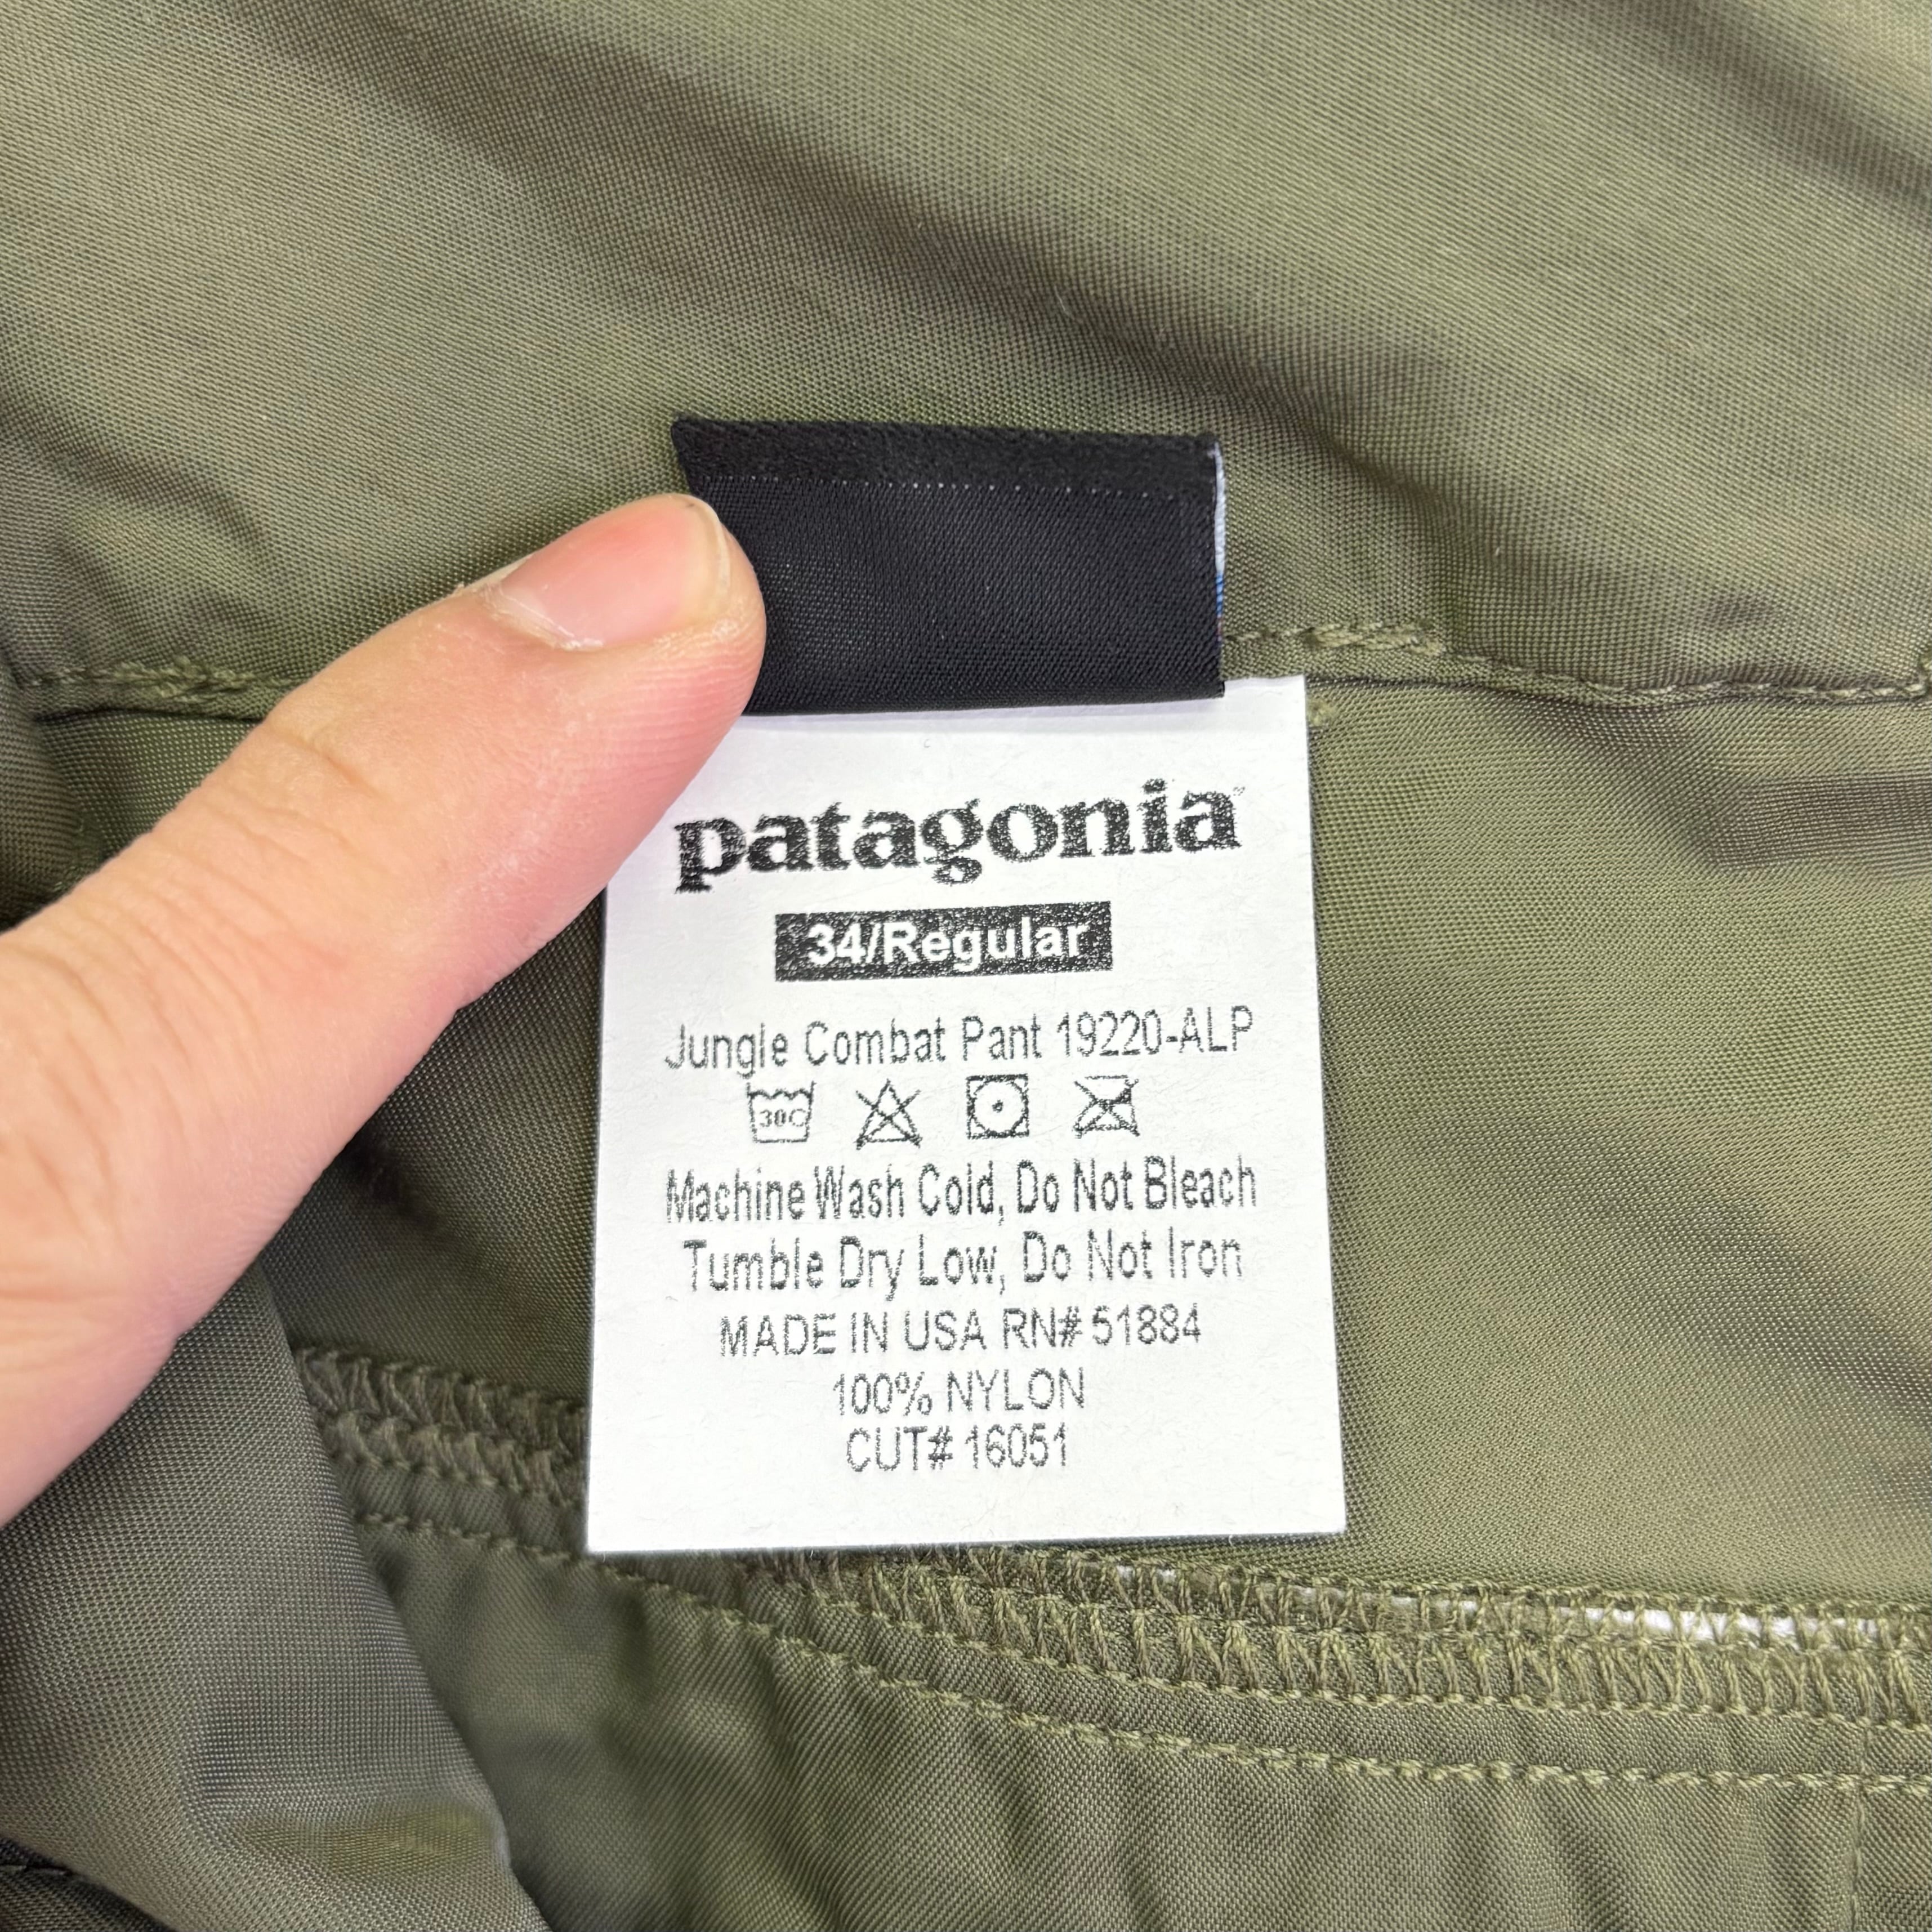 patagonia
34/Regular
Jungle Combat Pant 19220-ALP
30C
Machine Wash Cold, Do Not Bleach
Tumble Dry Low, Do Not Iron
MADE IN USA RN# 51884
100% NYLON
CUT# 16051